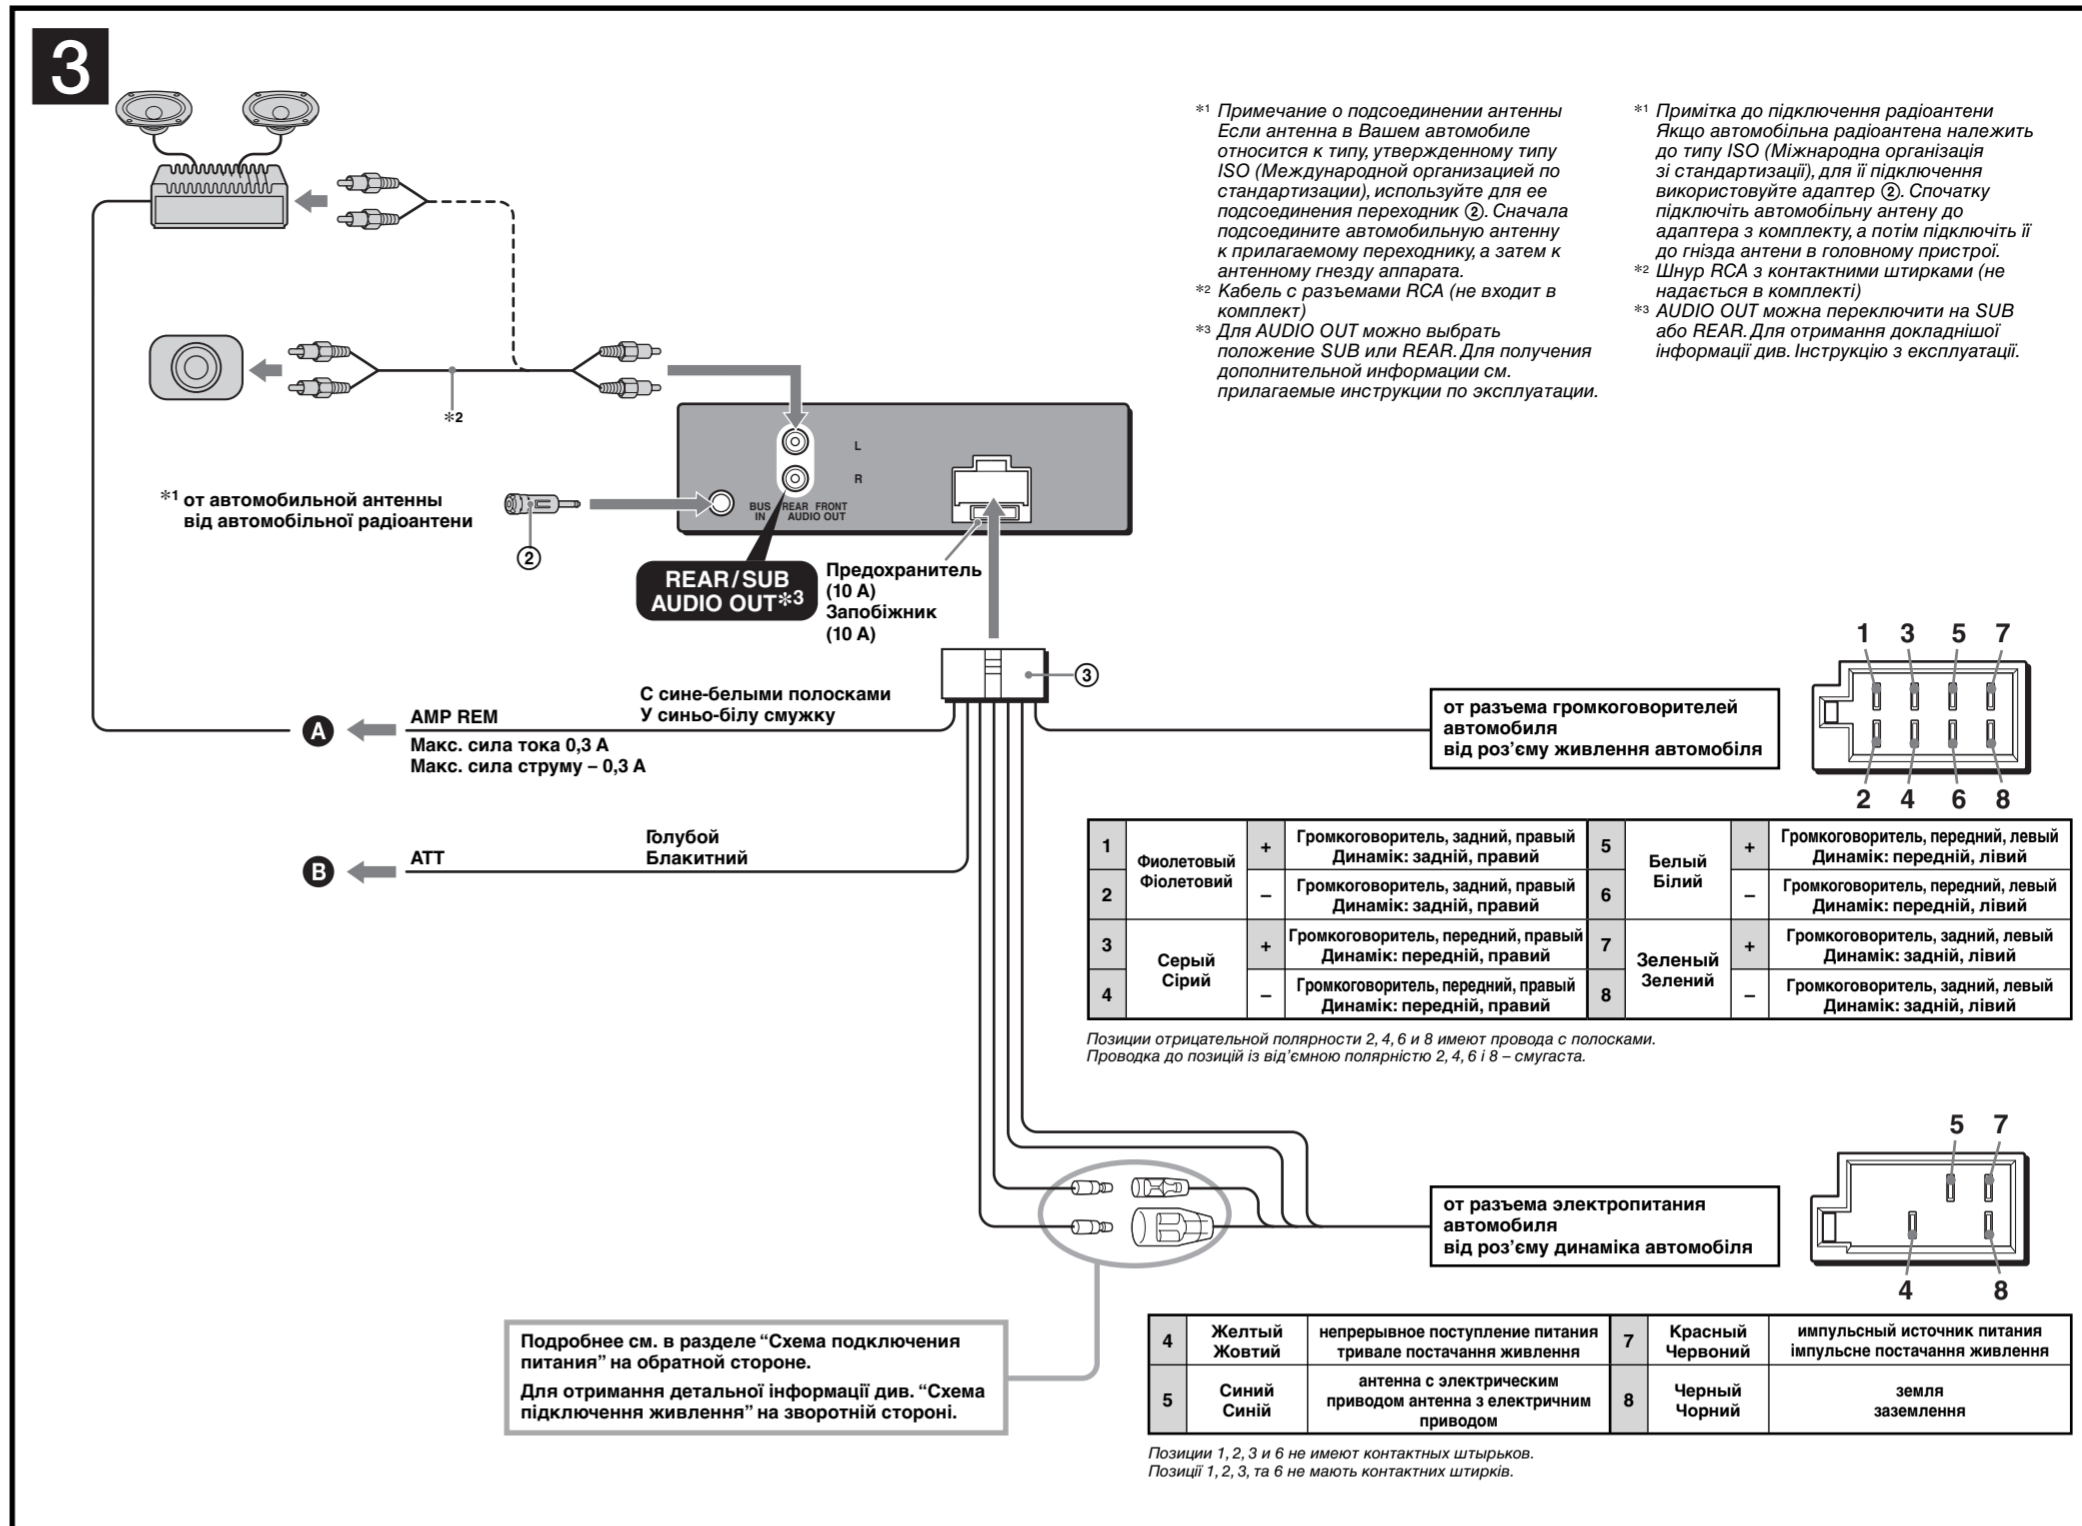 3
*1 Примечание о подсоединении антенны
Если антенна в Вашем автомобиле
относится к типу, утвержденному типу
ISO (Международной организацией по
стандартизации), используйте для ее
подсоединения переходник ②. Сначала
подсоедините автомобильную антенну
к прилагаемому переходнику, а затем к
антенному гнезду аппарата.
*2 Кабель с разъемами RCA (не входит в
комплект)
*3 Для AUDIO OUT можно выбрать
положение SUB или REAR. Для получения
дополнительной информации см.
прилагаемые инструкции по эксплуатации.
*1 Примітка до підключення радіоантени
Якщо автомобільна радіоантена належить
до типу ISO (Міжнародна організація
зі стандартизації), для її підключення
використовуйте адаптер ②. Спочатку
підключіть автомобільну антену до
адаптера з комплекту, а потім підключіть її
до гнізда антени в головному пристрої.
*2 Шнур RCA з контактними штирками (не
надається в комплекті)
*3 AUDIO OUT можна переключити на SUB
або REAR. Для отримання докладнішої
інформації див. Інструкцію з експлуатації.
*2
L
R
BUS IN
REAR FRONT
AUDIO OUT
*1 от автомобильной антенны
від автомобільної радіоантени
②
REAR/SUB
AUDIO OUT*3
Предохранитель
(10 A)
Запобіжник
(10 A)
③
A
AMP REM
С сине-белыми полосками
У синьо-білу смужку
Макс. сила тока 0,3 A
Макс. сила струму – 0,3 A
B
ATT
Голубой
Блакитний
от разъема громкоговорителей
автомобиля
від роз’єму живлення автомобіля
1 3 5 7
2 4 6 8
1 Фиолетовый + Громкоговоритель, задний, правый 5 Белый + Громкоговоритель, передний, левый
Фіолетовий Динамік: задній, правий Білий Динамік: передній, лівий
2 – Громкоговоритель, задний, правый 6 – Громкоговоритель, передний, левый
Динамік: задній, правий Динамік: передній, лівий
3 Серый + Громкоговоритель, передний, правый 7 Зеленый + Громкоговоритель, задний, левый
Сірий Динамік: передній, правий Зелений Динамік: задній, лівий
4 – Громкоговоритель, передний, правый 8 – Громкоговоритель, задний, левый
Динамік: передній, правий Динамік: задній, лівий
Позиции отрицательной полярности 2, 4, 6 и 8 имеют провода с полосками.
Проводка до позицій із від’ємною полярністю 2, 4, 6 і 8 – смугаста.
от разъема электропитания
автомобиля
від роз’єму динаміка автомобіля
5 7
4 8
Подробнее см. в разделе “Схема подключения
питания” на обратной стороне.
Для отримання детальної інформації див. “Схема
підключення живлення” на зворотній стороні.
4 Желтый непрерывное поступление питания 7 Красный импульсный источник питания
Жовтий тривале постачання живлення Червоний імпульсне постачання живлення
5 Синий антенна с электрическим 8 Черный земля
Синій приводом антена з електричним Чорний заземлення
приводом
Позиции 1, 2, 3 и 6 не имеют контактных штырьков.
Позиції 1, 2, 3, та 6 не мають контактних штирків.